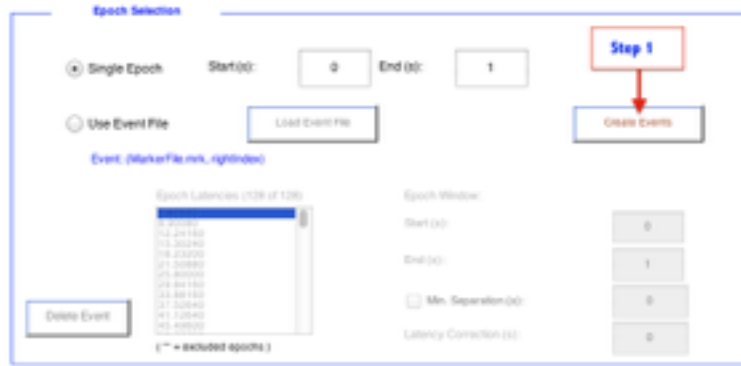 Epoch Selection
Step 1
Single Epoch Start(s): 0 End (s): 1
Use Event File Load Event File Create Events
Event: (MarkerFile.mrk, rightIndex)
Epoch Latencies (128 of 128) Epoch Window:
Start (s): 0
End (s): 1
Min. Separation (s): 0
Delete Event
Latency Correction (s): 0
(“*” = excluded epochs )